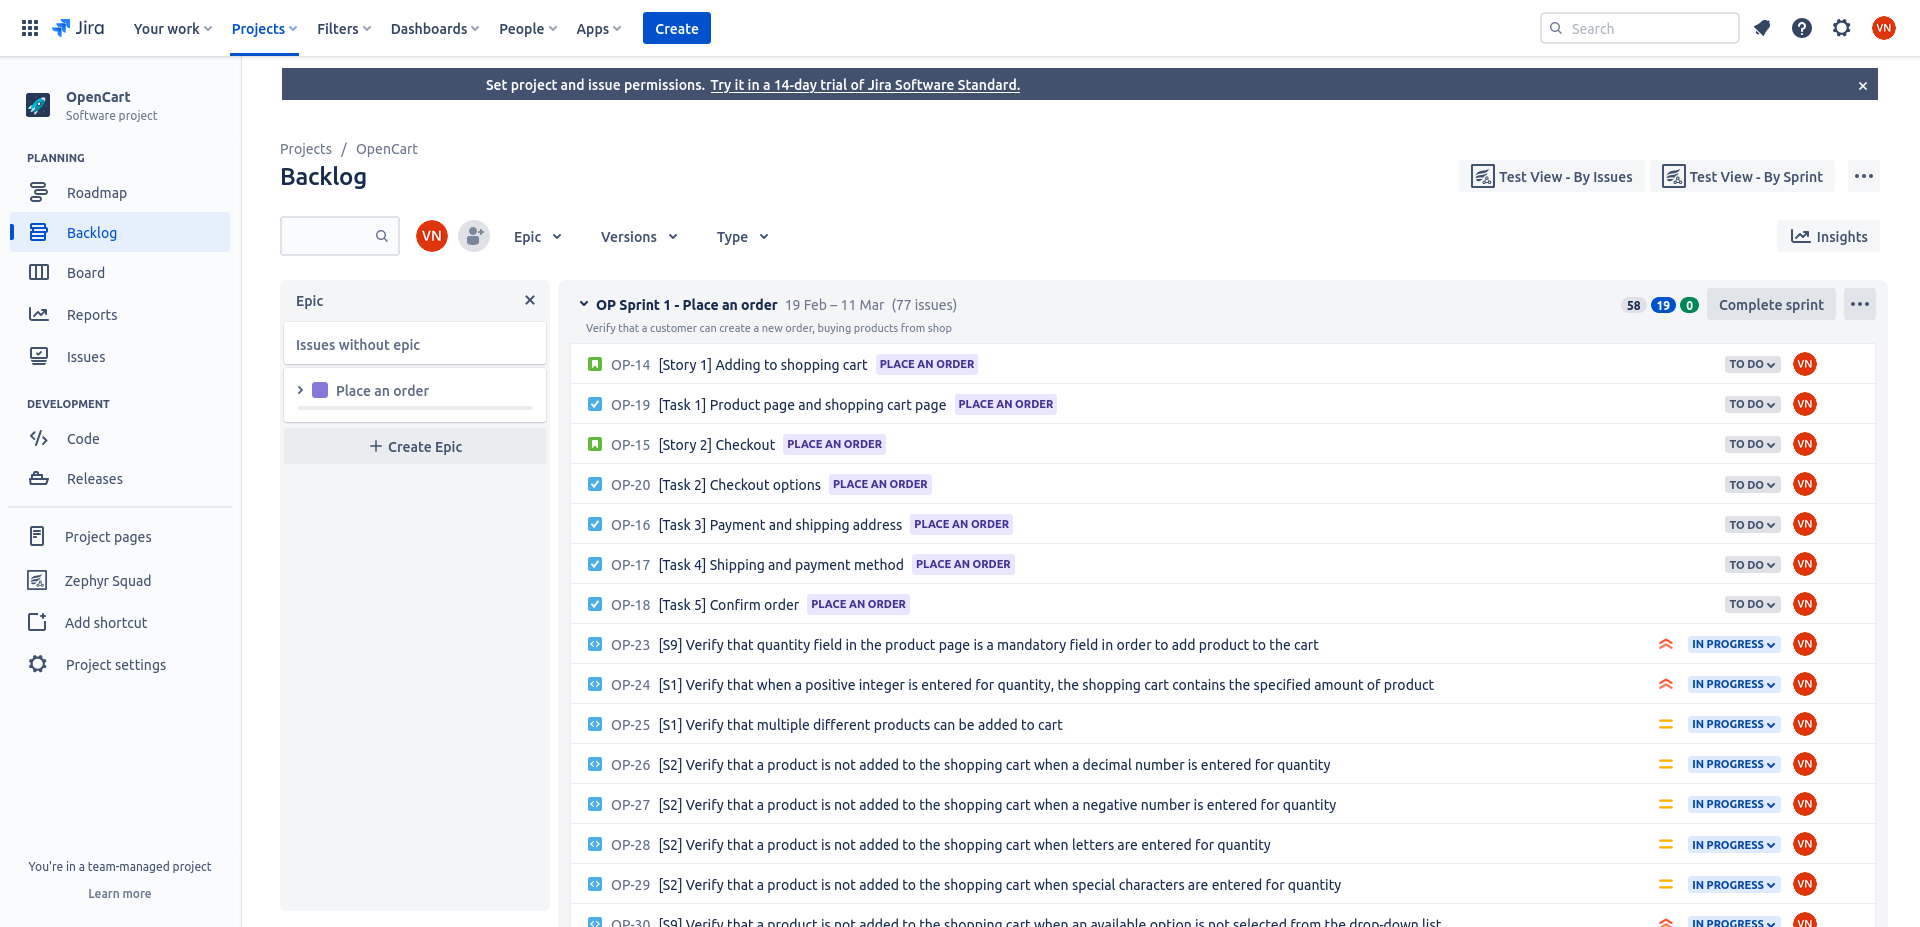 Jira Your work Projects Filters Dashboards People Apps Create Search VN
Set project and issue permissions. Try it in a 14-day trial of Jira Software Standard.
OpenCart
Software project
PLANNING
Roadmap
Backlog
Board
Reports
Issues
DEVELOPMENT
Code
Releases
Project pages
Zephyr Squad
Add shortcut
Project settings
You're in a team-managed project
Learn more
Projects / OpenCart
Backlog
Test View - By Issues Test View - By Sprint
VN Epic Versions Type Insights
Epic
Issues without epic
Place an order
Create Epic
OP Sprint 1 - Place an order 19 Feb – 11 Mar (77 issues) 58 19 0 Complete sprint
Verify that a customer can create a new order, buying products from shop
OP-14 [Story 1] Adding to shopping cart PLACE AN ORDER TO DO VN
OP-19 [Task 1] Product page and shopping cart page PLACE AN ORDER TO DO VN
OP-15 [Story 2] Checkout PLACE AN ORDER TO DO VN
OP-20 [Task 2] Checkout options PLACE AN ORDER TO DO VN
OP-16 [Task 3] Payment and shipping address PLACE AN ORDER TO DO VN
OP-17 [Task 4] Shipping and payment method PLACE AN ORDER TO DO VN
OP-18 [Task 5] Confirm order PLACE AN ORDER TO DO VN
OP-23 [S9] Verify that quantity field in the product page is a mandatory field in order to add product to the cart IN PROGRESS VN
OP-24 [S1] Verify that when a positive integer is entered for quantity, the shopping cart contains the specified amount of product IN PROGRESS VN
OP-25 [S1] Verify that multiple different products can be added to cart IN PROGRESS VN
OP-26 [S2] Verify that a product is not added to the shopping cart when a decimal number is entered for quantity IN PROGRESS VN
OP-27 [S2] Verify that a product is not added to the shopping cart when a negative number is entered for quantity IN PROGRESS VN
OP-28 [S2] Verify that a product is not added to the shopping cart when letters are entered for quantity IN PROGRESS VN
OP-29 [S2] Verify that a product is not added to the shopping cart when special characters are entered for quantity IN PROGRESS VN
OP-30 [S9] Verify that a product is not added to the shopping cart when an available option is not selected from the drop-down list IN PROGRESS VN